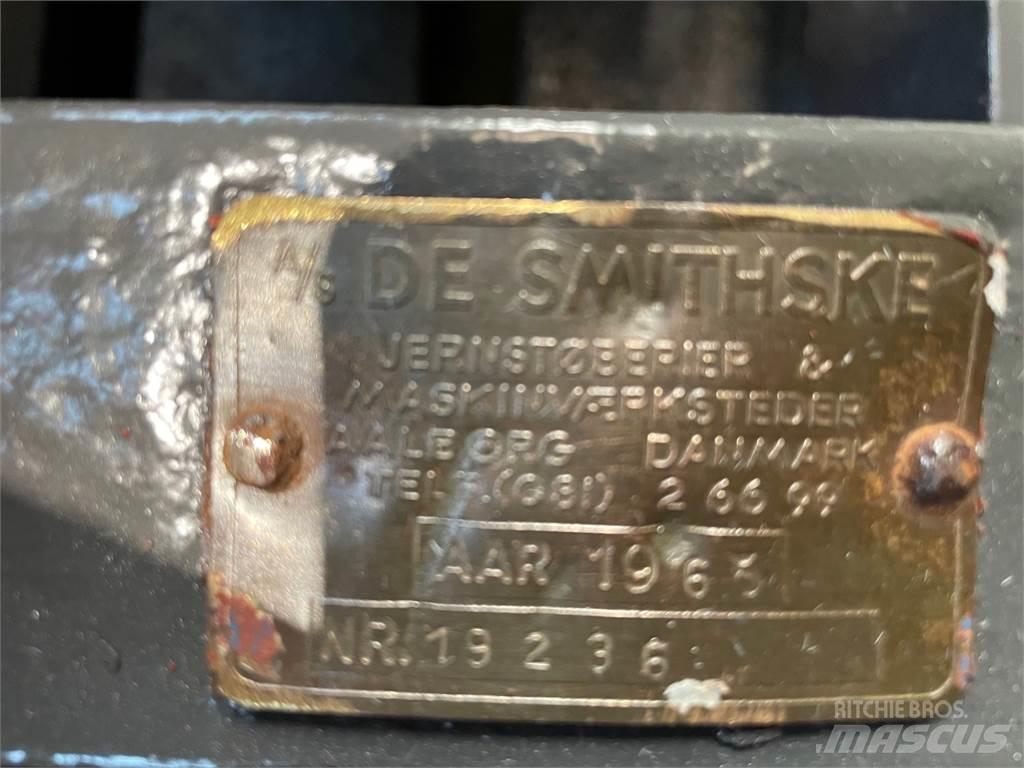 A/S DE SMITHSKE
JERNSTØBERIER &
MASKINVÆRKSTEDER
AALBORG DANMARK
TELF. (081) 2 66 99
AAR 1965
NR. 19236
RITCHIE BROS.
MASCUS